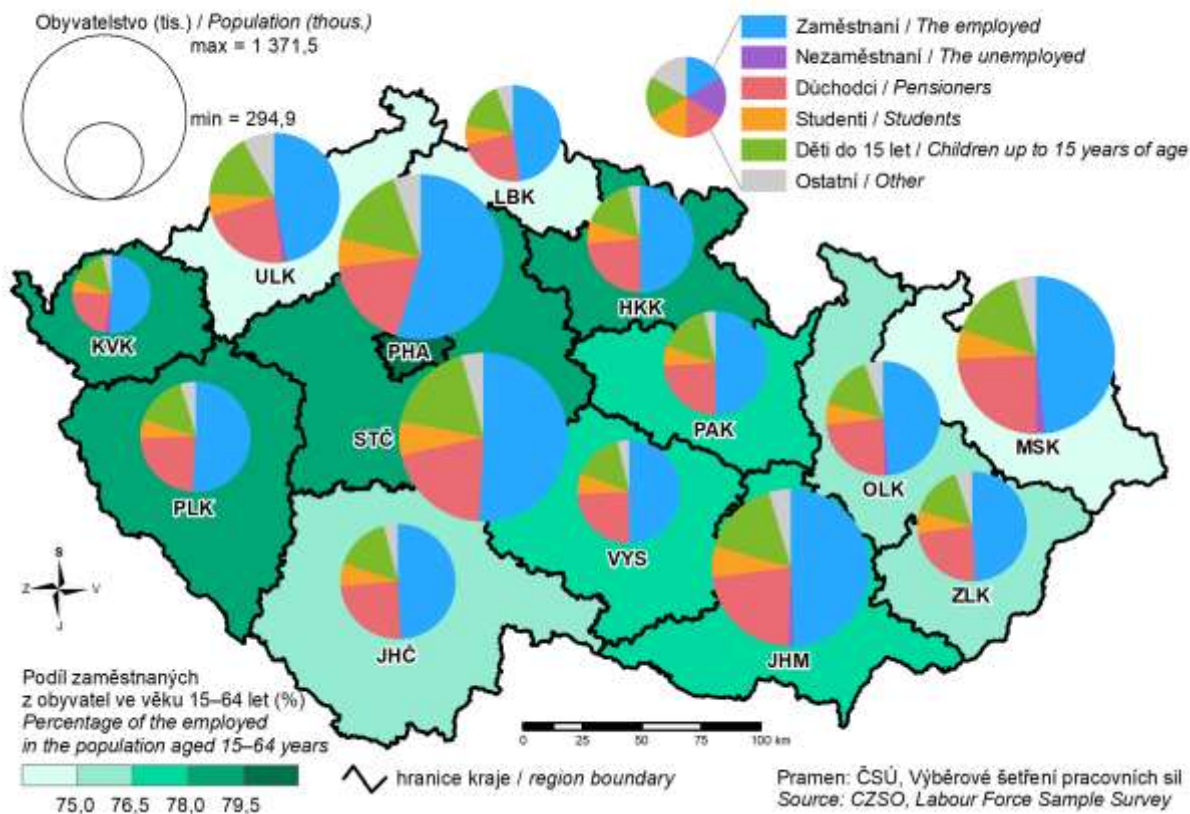 Obyvatelstvo (tis.) / Population (thous.)
max = 1 371,5
min = 294,9
Zaměstnaní / The employed
Nezaměstnaní / The unemployed
Důchodci / Pensioners
Studenti / Students
Děti do 15 let / Children up to 15 years of age
Ostatní / Other
LBK
ULK
HKK
KVK
PHA
STČ
PAK
MSK
OLK
PLK
VYS
ZLK
JHČ
JHM
S
Z
V
J
Podíl zaměstnaných
z obyvatel ve věku 15–64 let (%)
Percentage of the employed
in the population aged 15–64 years
75,0 76,5 78,0 79,5
hranice kraje / region boundary
0 25 50 75 100 km
Pramen: ČSÚ, Výběrové šetření pracovních sil
Source: CZSO, Labour Force Sample Survey